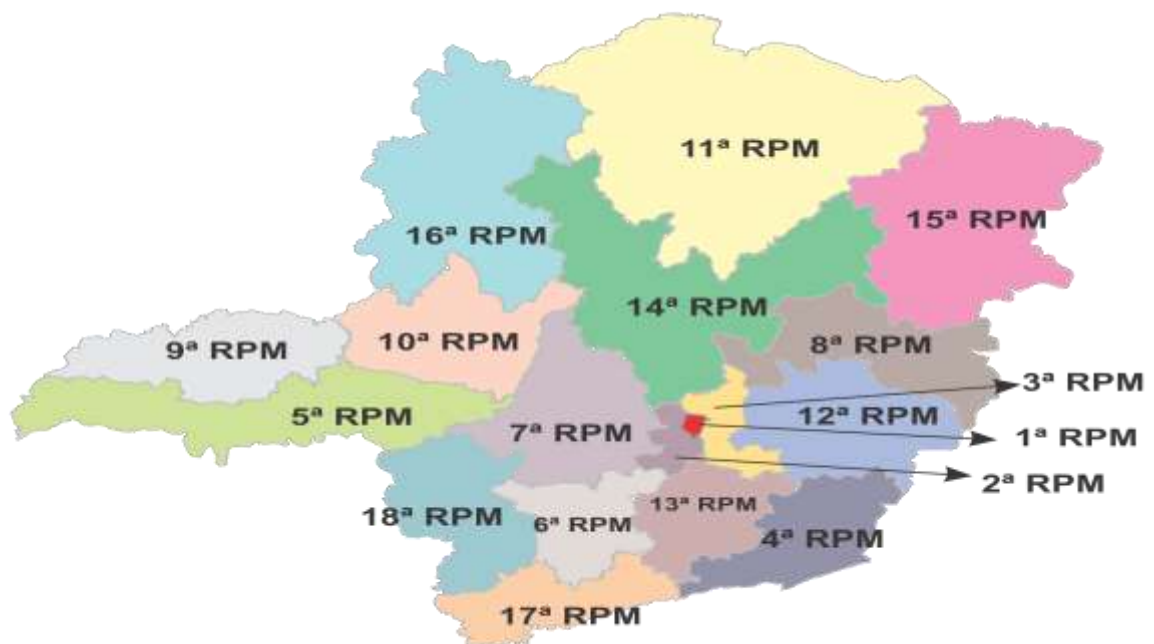 11ª RPM
15ª RPM
16ª RPM
14ª RPM
10ª RPM
8ª RPM
9ª RPM
3ª RPM
5ª RPM
12ª RPM
7ª RPM
1ª RPM
2ª RPM
13ª RPM
18ª RPM
6ª RPM
4ª RPM
17ª RPM